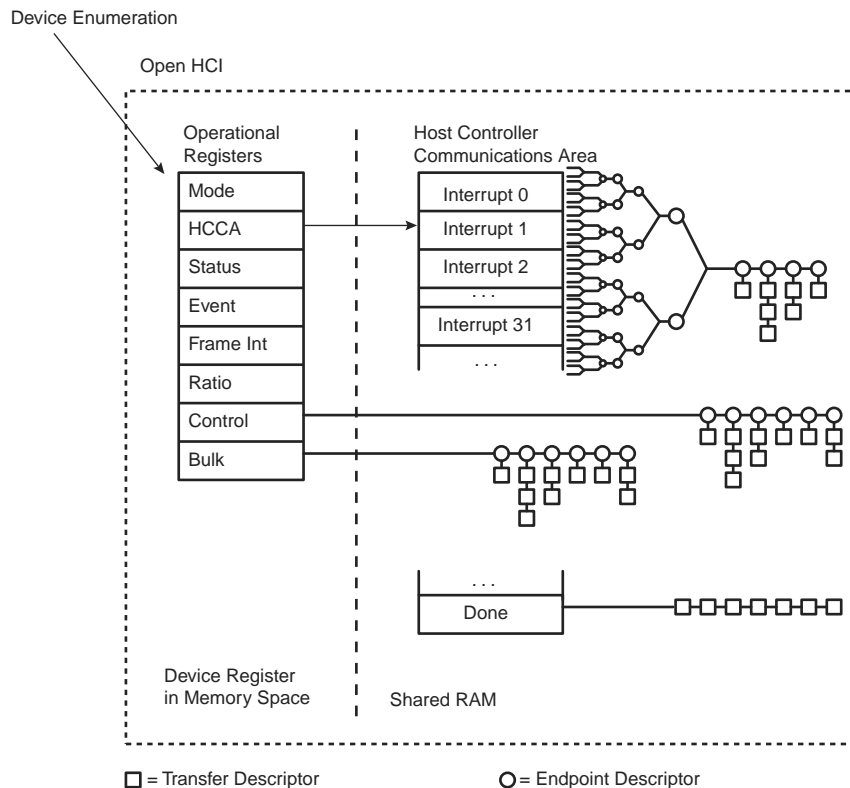 Device Enumeration
Open HCI
Operational
Registers
Mode
HCCA
Status
Event
Frame Int
Ratio
Control
Bulk
Host Controller
Communications Area
Interrupt 0
Interrupt 1
Interrupt 2
. . .
Interrupt 31
. . .
. . .
Done
Device Register
in Memory Space
Shared RAM
= Transfer Descriptor
= Endpoint Descriptor